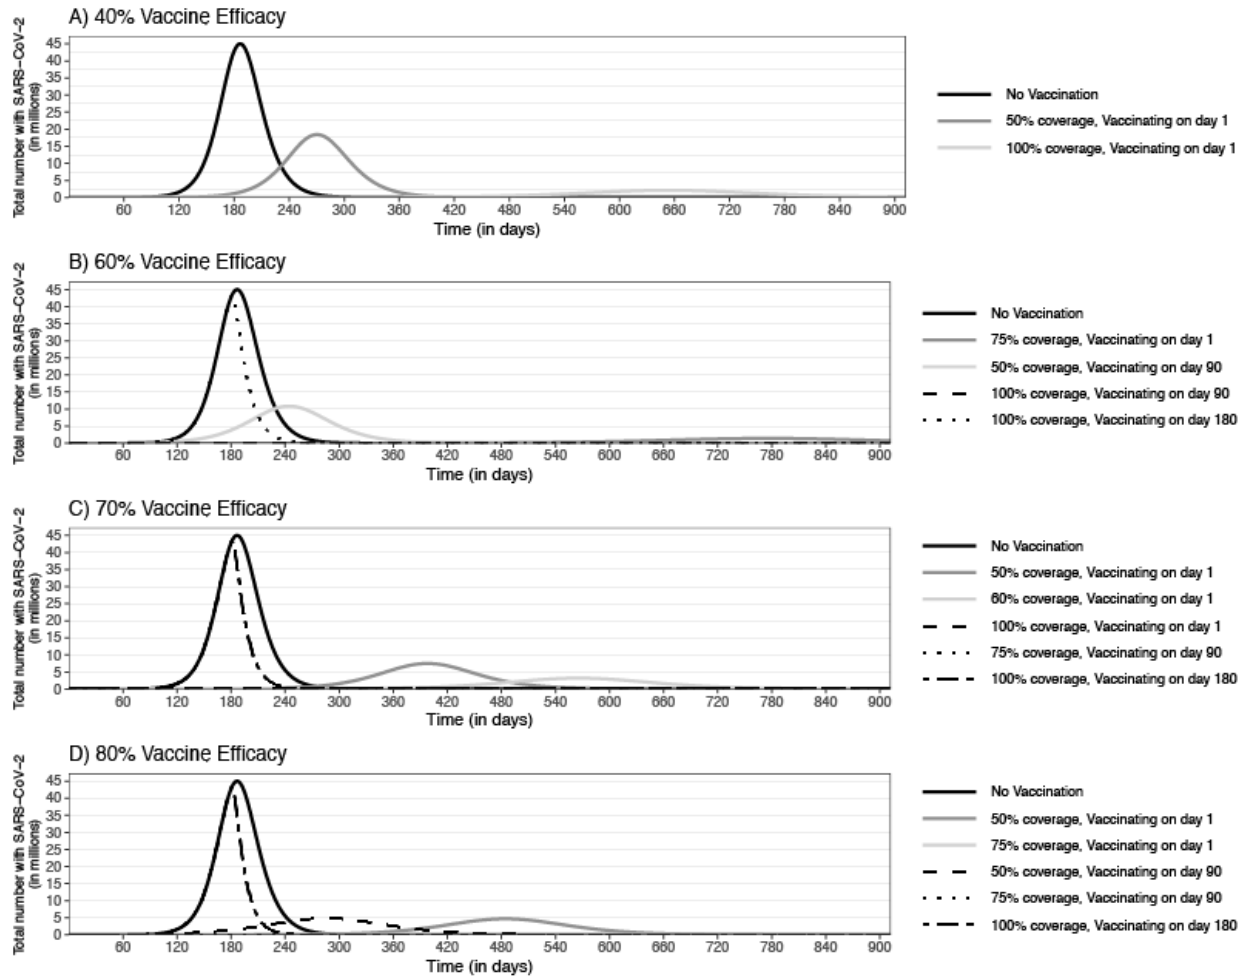 A) 40% Vaccine Efficacy
Total number with SARS-CoV-2
(in millions)
45
40
35
30
25
20
15
10
5
0
60 120 180 240 300 360 420 480 540 600 660 720 780 840 900
Time (in days)
No Vaccination
50% coverage, Vaccinating on day 1
100% coverage, Vaccinating on day 1
B) 60% Vaccine Efficacy
Total number with SARS-CoV-2
(in millions)
45
40
35
30
25
20
15
10
5
0
60 120 180 240 300 360 420 480 540 600 660 720 780 840 900
Time (in days)
No Vaccination
75% coverage, Vaccinating on day 1
50% coverage, Vaccinating on day 90
100% coverage, Vaccinating on day 90
100% coverage, Vaccinating on day 180
C) 70% Vaccine Efficacy
Total number with SARS-CoV-2
(in millions)
45
40
35
30
25
20
15
10
5
0
60 120 180 240 300 360 420 480 540 600 660 720 780 840 900
Time (in days)
No Vaccination
50% coverage, Vaccinating on day 1
60% coverage, Vaccinating on day 1
100% coverage, Vaccinating on day 1
75% coverage, Vaccinating on day 90
100% coverage, Vaccinating on day 180
D) 80% Vaccine Efficacy
Total number with SARS-CoV-2
(in millions)
45
40
35
30
25
20
15
10
5
0
60 120 180 240 300 360 420 480 540 600 660 720 780 840 900
Time (in days)
No Vaccination
50% coverage, Vaccinating on day 1
75% coverage, Vaccinating on day 1
50% coverage, Vaccinating on day 90
75% coverage, Vaccinating on day 90
100% coverage, Vaccinating on day 180